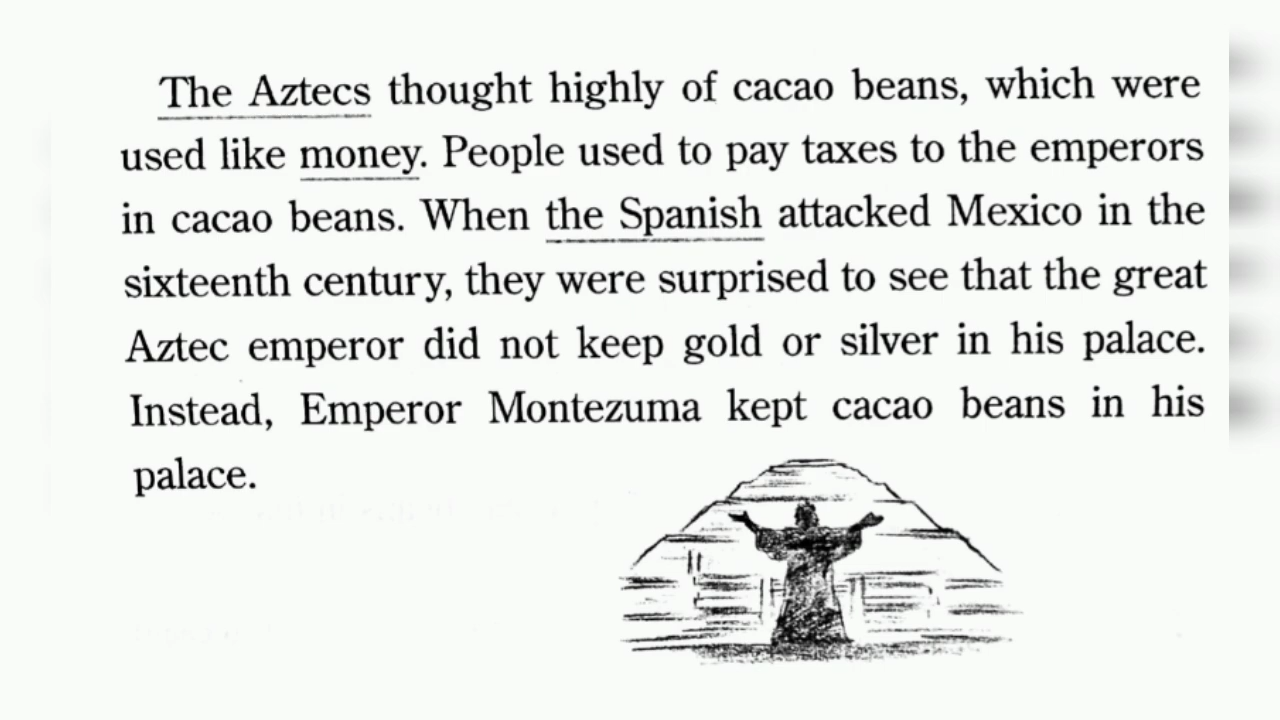 The Aztecs thought highly of cacao beans, which were
used like money. People used to pay taxes to the emperors
in cacao beans. When the Spanish attacked Mexico in the
sixteenth century, they were surprised to see that the great
Aztec emperor did not keep gold or silver in his palace.
Instead, Emperor Montezuma kept cacao beans in his
palace.